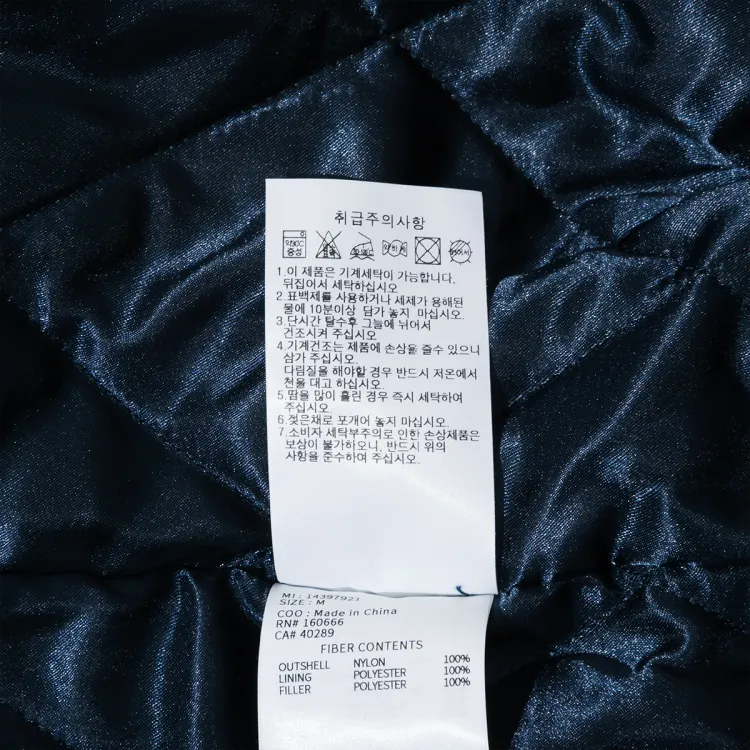 취급주의사항
약30℃
중성
1.이 제품은 기계세탁이 가능합니다.
뒤집어서 세탁하십시오
2.표백제를 사용하거나 세제가 용해된
물에 10분이상 담가 놓지 마십시오.
3.단시간 탈수후 그늘에 뉘어서
건조시켜 주십시오
4.기계건조는 제품에 손상을 줄수 있으니
삼가 주십시오.
다림질을 해야할 경우 반드시 저온에서
천을 대고 하십시오.
5.땀을 많이 흘린 경우 즉시 세탁하여
주십시오.
6.젖은채로 포개어 놓지 마십시오.
7.소비자 세탁부주의로 인한 손상제품은
보상이 불가하오니, 반드시 위의
사항을 준수하여 주십시오.
MI : 14397921
SIZE : M
COO : Made in China
RN# 160666
CA# 40289
FIBER CONTENTS
OUTSHELL NYLON 100%
LINING POLYESTER 100%
FILLER POLYESTER 100%